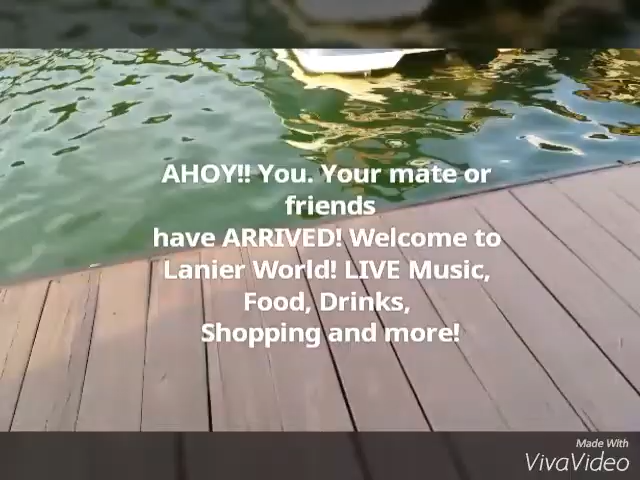 AHOY!! You. Your mate or
friends
have ARRIVED! Welcome to
Lanier World! LIVE Music,
Food, Drinks,
Shopping and more!
Made With
VivaVideo